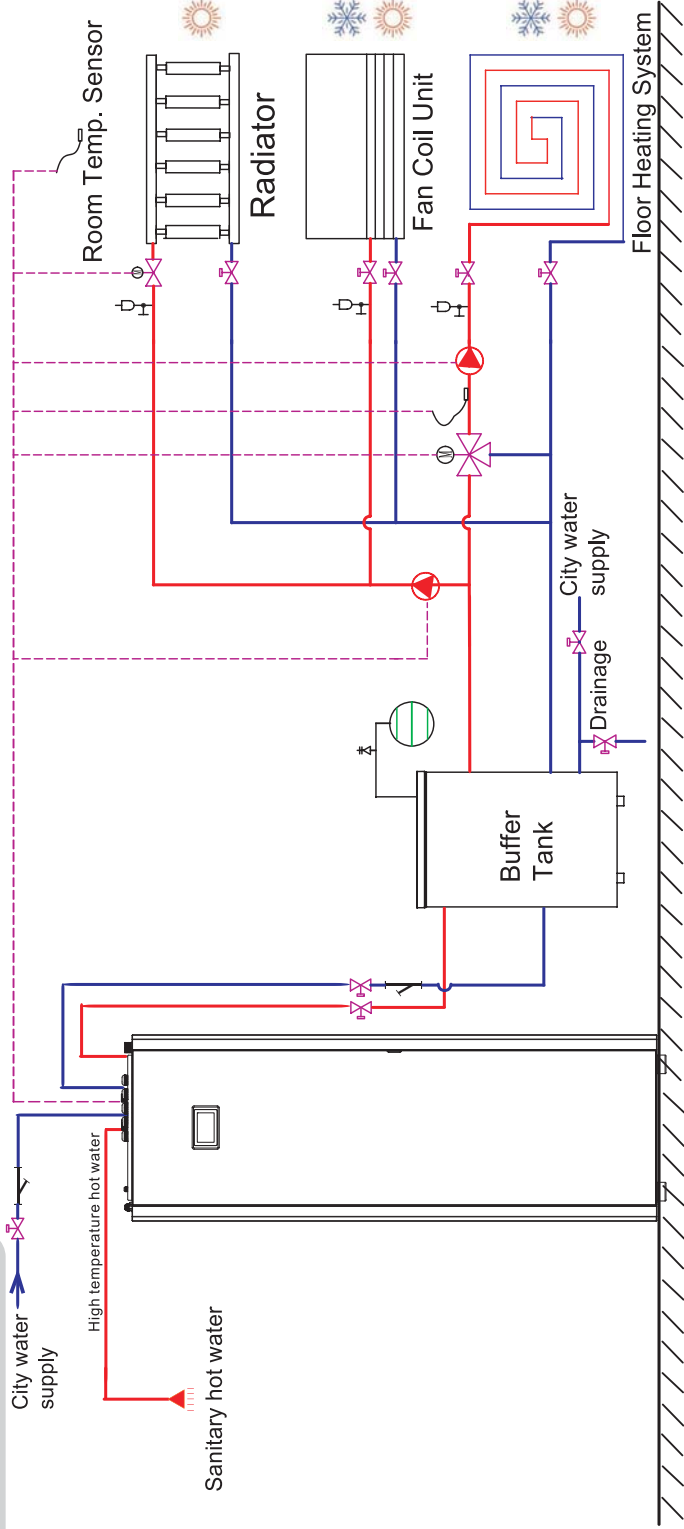 City water
supply
High temperature hot water
Sanitary hot water
Buffer
Tank
Drainage
City water
supply
Room Temp. Sensor
Radiator
Fan Coil Unit
Floor Heating System